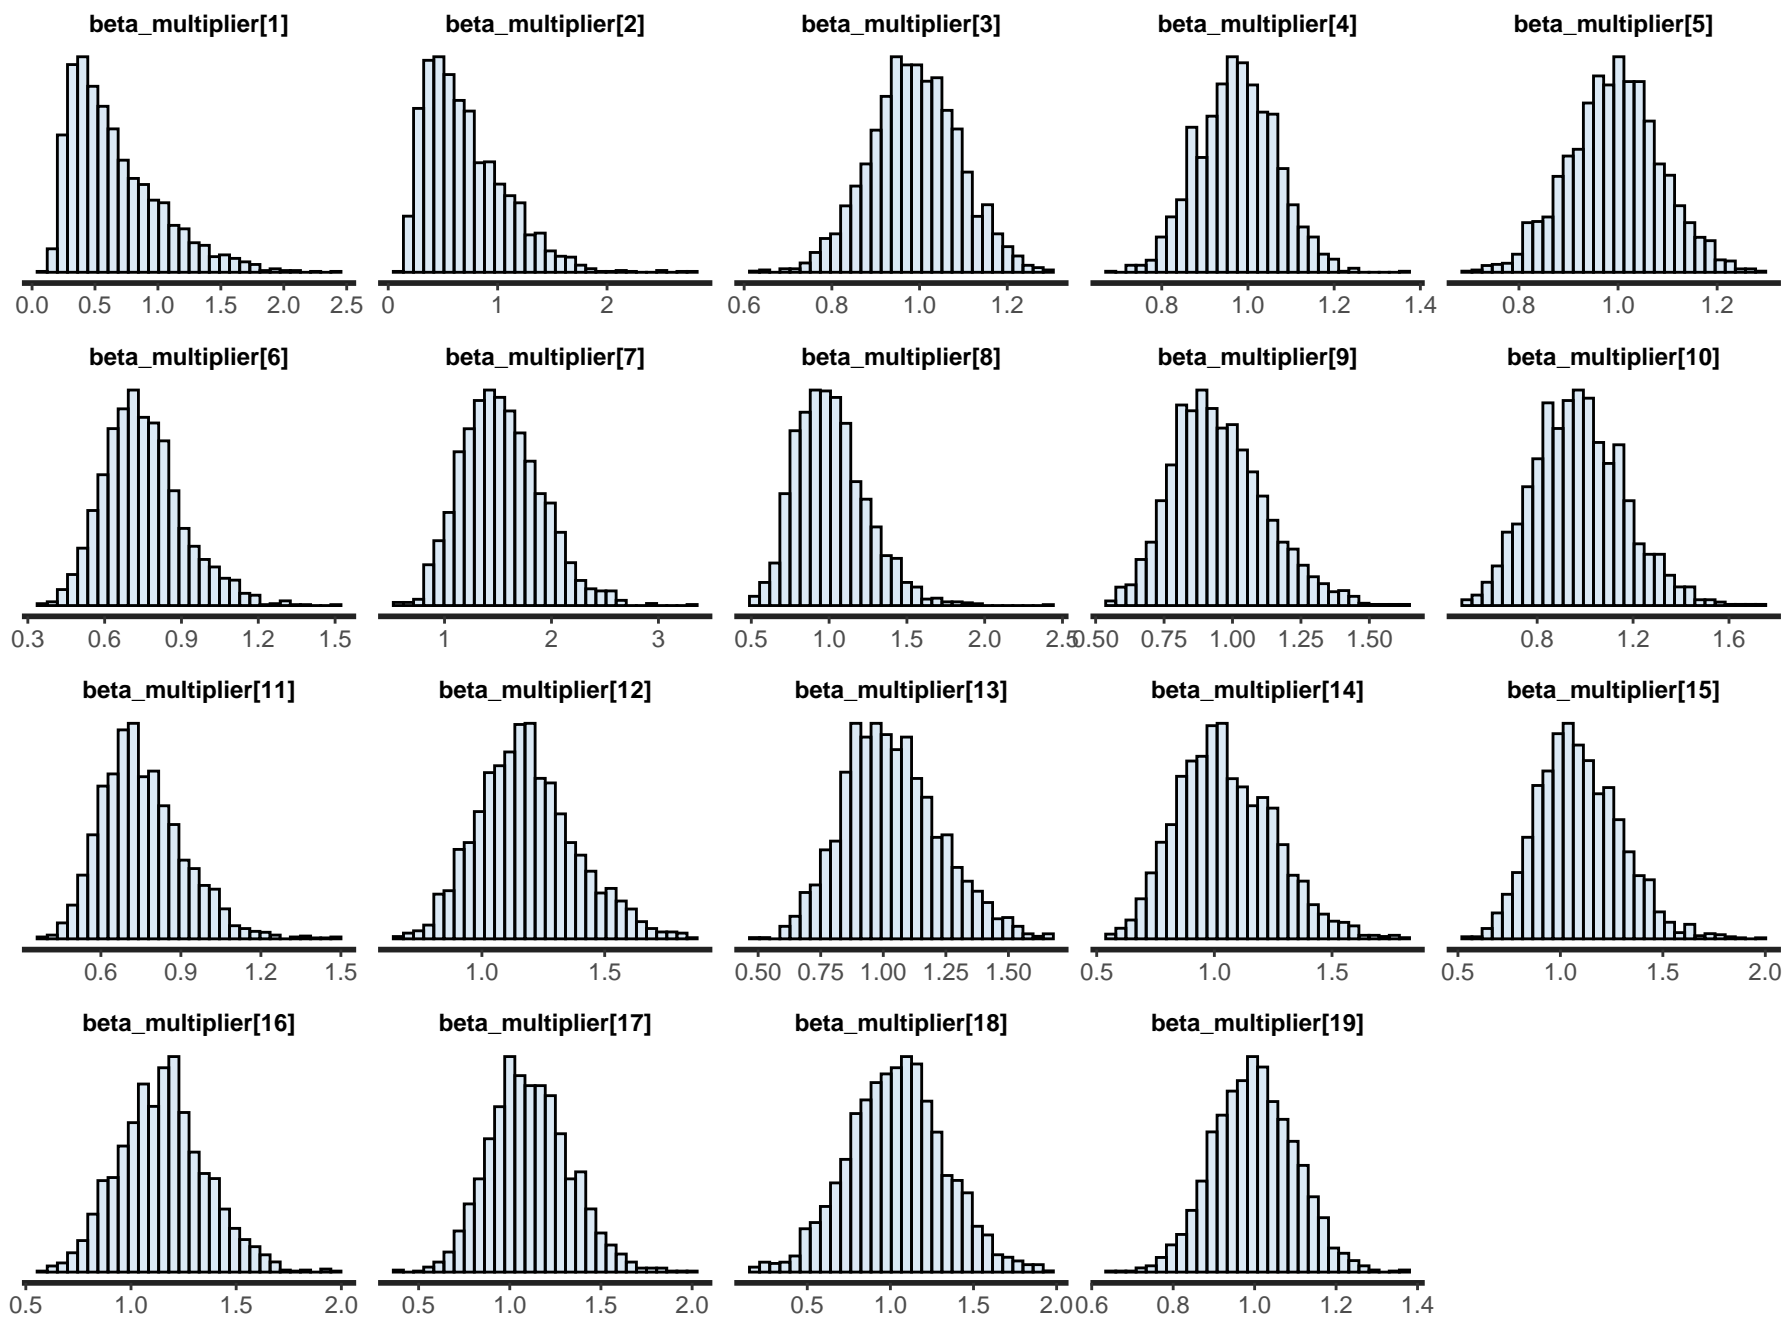 beta_multiplier[1] beta_multiplier[2] beta_multiplier[3] beta_multiplier[4] beta_multiplier[5]
0.0 0.5 1.0 1.5 2.0 2.5 0 1 2 0.6 0.8 1.0 1.2 0.8 1.0 1.2 1.4 0.8 1.0 1.2
beta_multiplier[6] beta_multiplier[7] beta_multiplier[8] beta_multiplier[9] beta_multiplier[10]
0.3 0.6 0.9 1.2 1.5 1 2 3 0.5 1.0 1.5 2.0 2.5 0.50 0.75 1.00 1.25 1.50 0.8 1.2 1.6
beta_multiplier[11] beta_multiplier[12] beta_multiplier[13] beta_multiplier[14] beta_multiplier[15]
0.6 0.9 1.2 1.5 1.0 1.5 0.50 0.75 1.00 1.25 1.50 0.5 1.0 1.5 0.5 1.0 1.5 2.0
beta_multiplier[16] beta_multiplier[17] beta_multiplier[18] beta_multiplier[19]
0.5 1.0 1.5 2.0 0.5 1.0 1.5 2.0 0.5 1.0 1.5 2.0 0.6 0.8 1.0 1.2 1.4